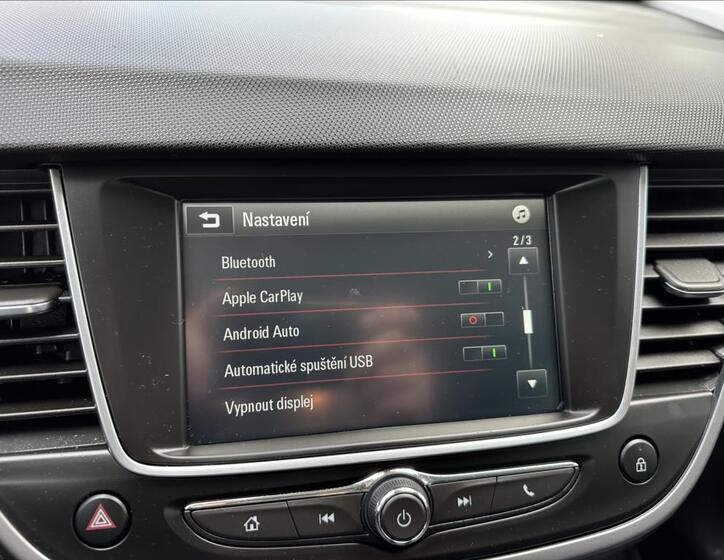 Nastavení
2/3
Bluetooth
Apple CarPlay
Android Auto
Automatické spuštění USB
Vypnout displej